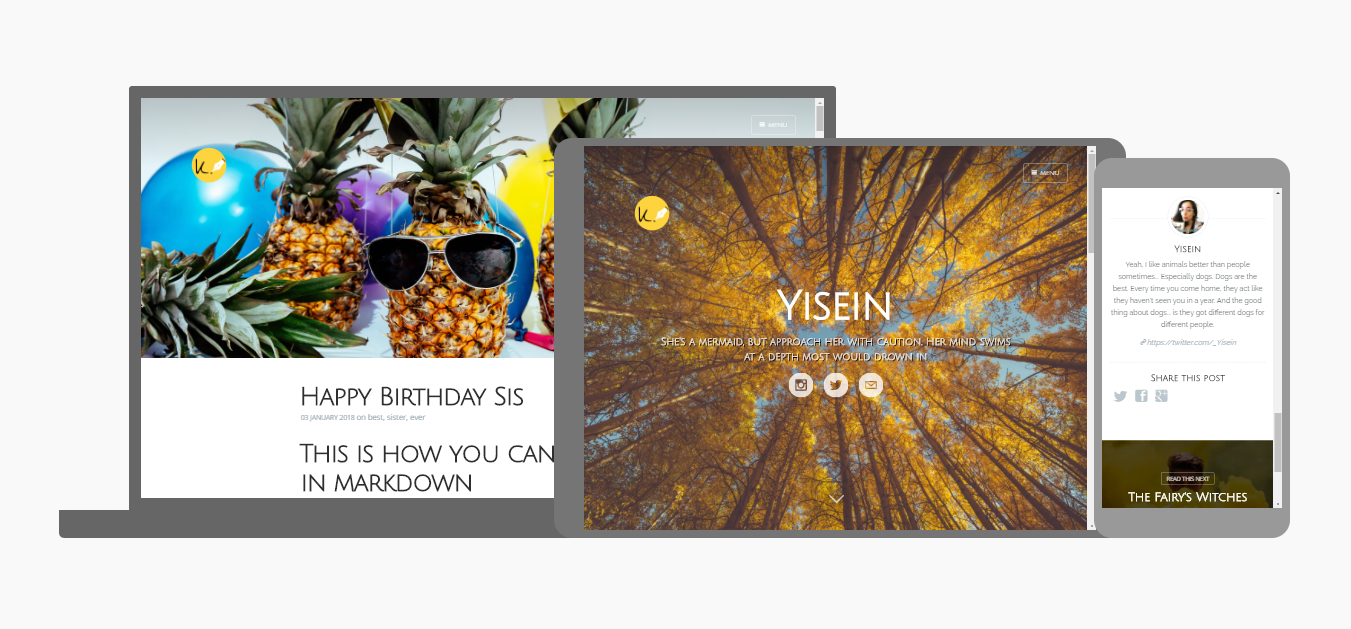 MENU
K.
HAPPY BIRTHDAY SIS
03 JANUARY 2018 on best, sister, ever
THIS IS HOW YOU CAN
IN MARKDOWN
MENU
K.
YISEIN
SHE'S A MERMAID, BUT APPROACH HER WITH CAUTION. HER MIND SWIMS
AT A DEPTH MOST WOULD DROWN IN
YISEIN
Yeah, I like animals better than people
sometimes... Especially dogs. Dogs are the
best. Every time you come home, they act like
they haven't seen you in a year. And the good
thing about dogs... is they got different dogs for
different people.
https://twitter.com/_Yisein
SHARE THIS POST
READ THIS NEXT
THE FAIRY'S WITCHES